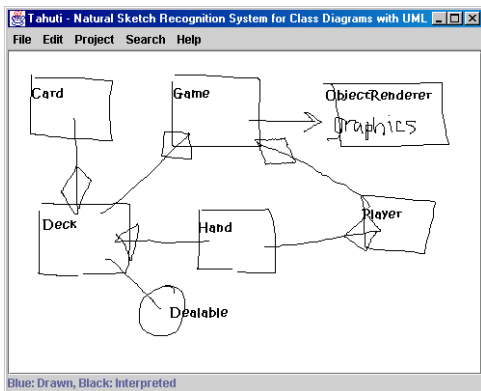 Tahuti - Natural Sketch Recognition System for Class Diagrams with UML
File Edit Project Search Help
Card
Game
ObjectRenderer
Graphics
Deck
Hand
Player
Dealable
Blue: Drawn, Black: Interpreted